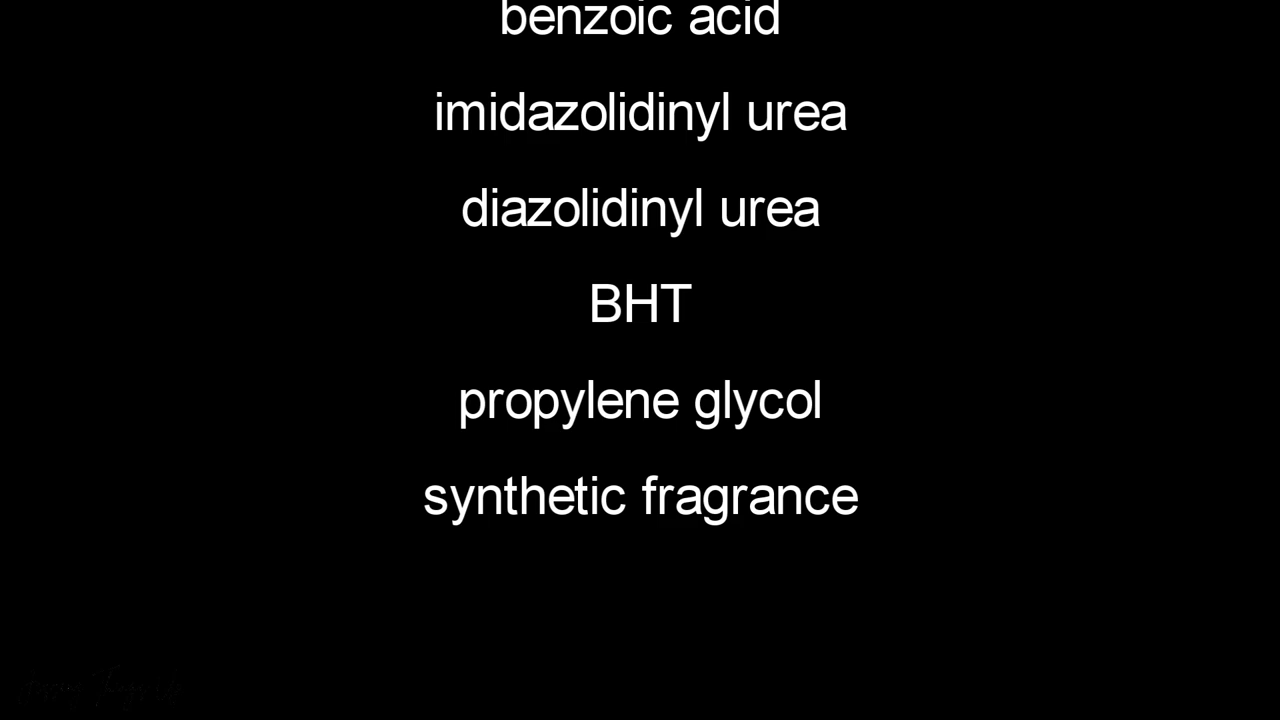 benzoic acid
imidazolidinyl urea
diazolidinyl urea
BHT
propylene glycol
synthetic fragrance